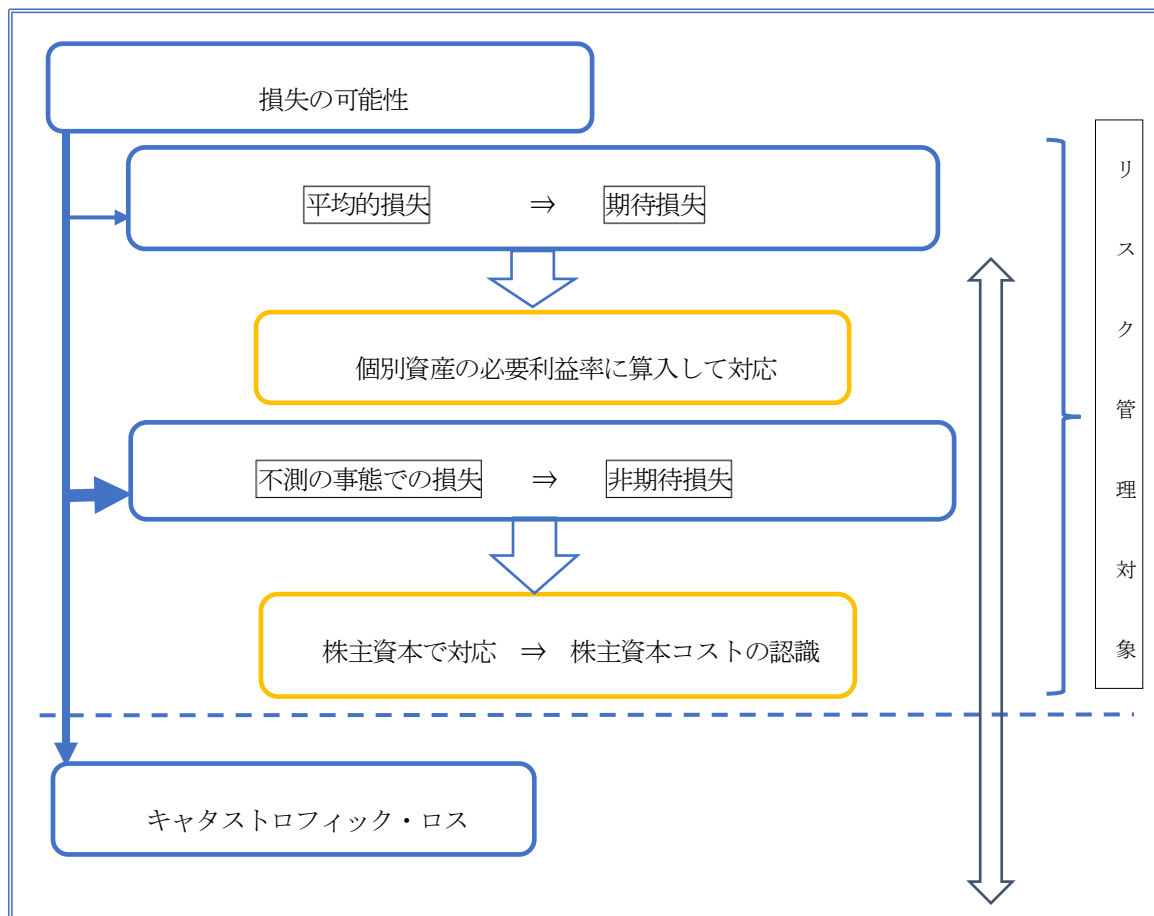 損失の可能性
平均的損失 ⇒ 期待損失
個別資産の必要利益率に算入して対応
不測の事態での損失 ⇒ 非期待損失
株主資本で対応 ⇒ 株主資本コストの認識
キャタストロフィック・ロス
リスク管理対象